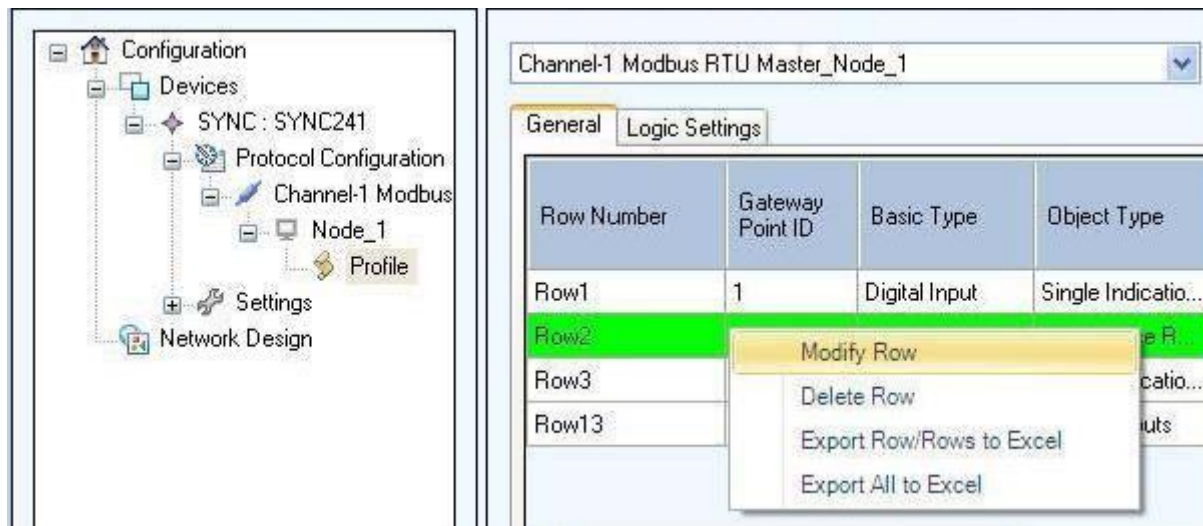 Configuration
Devices
SYNC : SYNC241
Protocol Configuration
Channel-1 Modbus
Node_1
Profile
Settings
Network Design
Channel-1 Modbus RTU Master_Node_1
General Logic Settings
Row Number Gateway Point ID Basic Type Object Type
Row1 1 Digital Input Single Indicatio...
Row2 e R...
Row3 catio...
Row13 uts
Modify Row
Delete Row
Export Row/Rows to Excel
Export All to Excel